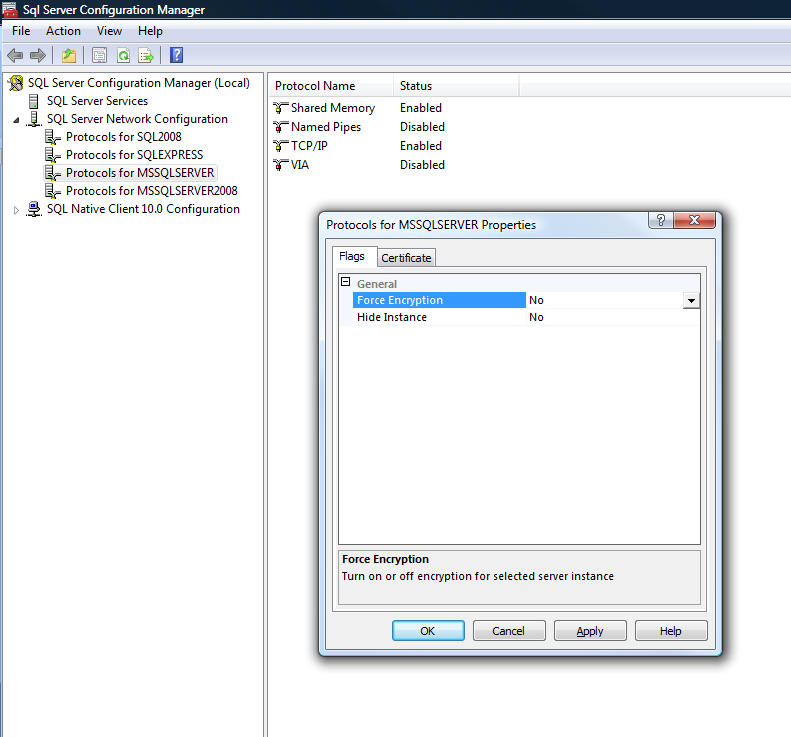 Sql Server Configuration Manager
File Action View Help
SQL Server Configuration Manager (Local)
SQL Server Services
SQL Server Network Configuration
Protocols for SQL2008
Protocols for SQLEXPRESS
Protocols for MSSQLSERVER
Protocols for MSSQLSERVER2008
SQL Native Client 10.0 Configuration
Protocol Name Status
Shared Memory Enabled
Named Pipes Disabled
TCP/IP Enabled
VIA Disabled
Protocols for MSSQLSERVER Properties
Flags Certificate
General
Force Encryption No
Hide Instance No
Force Encryption
Turn on or off encryption for selected server instance
OK Cancel Apply Help